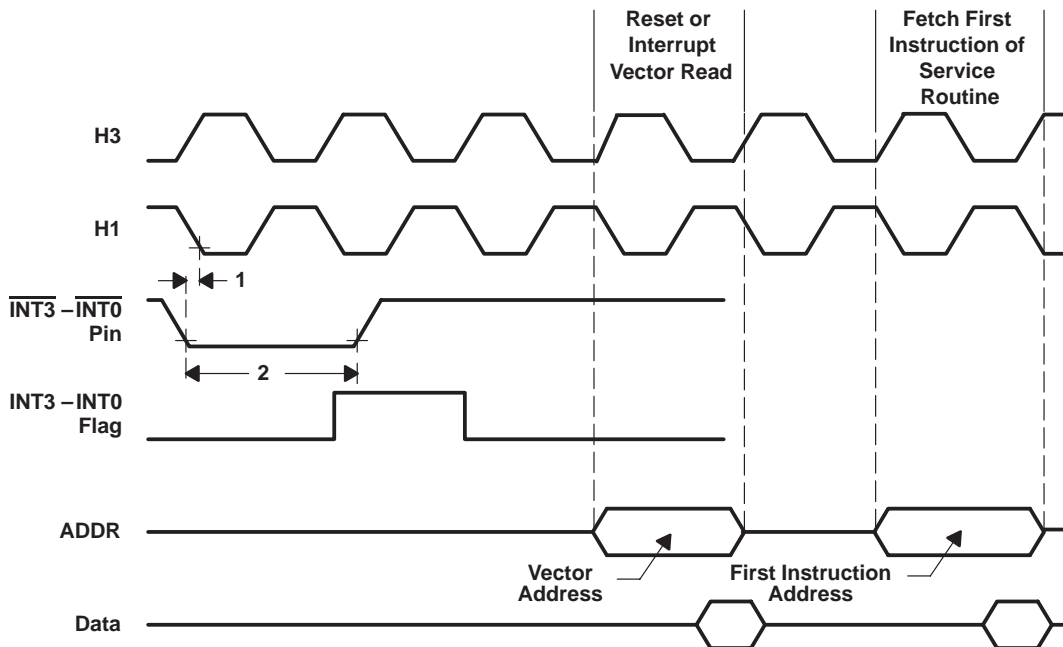 Reset or
Interrupt
Vector Read
Fetch First
Instruction of
Service
Routine
H3
H1
1
INT3 – INT0
Pin
2
INT3 – INT0
Flag
ADDR
Vector
Address
First Instruction
Address
Data